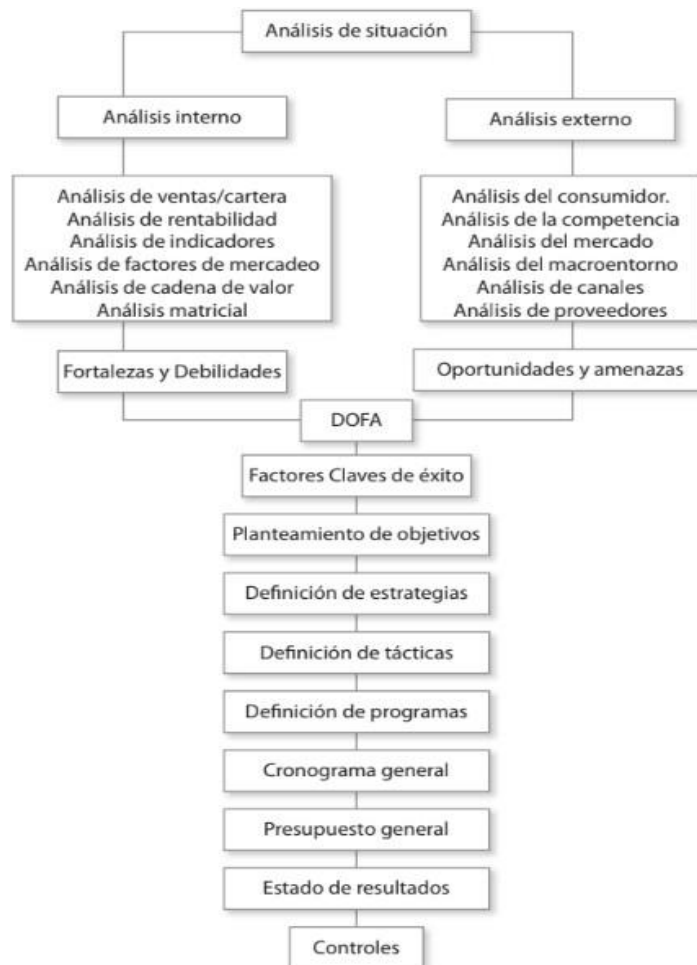 Análisis de situación
Análisis interno
Análisis externo
Análisis de ventas/cartera
Análisis de rentabilidad
Análisis de indicadores
Análisis de factores de mercadeo
Análisis de cadena de valor
Análisis matricial
Análisis del consumidor.
Análisis de la competencia
Análisis del mercado
Análisis del macroentorno
Análisis de canales
Análisis de proveedores
Fortalezas y Debilidades
Oportunidades y amenazas
DOFA
Factores Claves de éxito
Planteamiento de objetivos
Definición de estrategias
Definición de tácticas
Definición de programas
Cronograma general
Presupuesto general
Estado de resultados
Controles